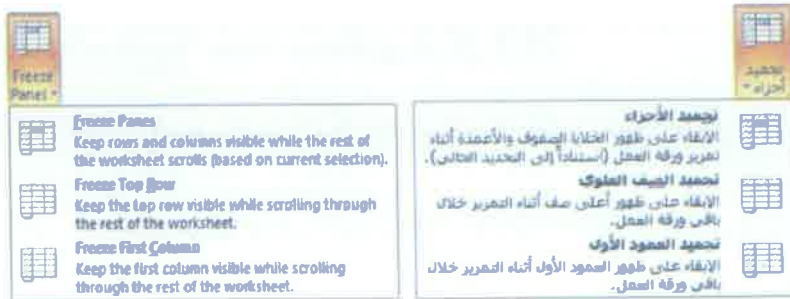 Freeze
Panes
Freeze Panes
Keep rows and columns visible while the rest of
the worksheet scrolls (based on current selection).
Freeze Top Row
Keep the top row visible while scrolling through
the rest of the worksheet.
Freeze First Column
Keep the first column visible while scrolling
through the rest of the worksheet.
تجميد
أجزاء
تجميد الأجزاء
الإبقاء على ظهور الخلايا الصفوف والأعمدة أثناء
تمرير ورقة العمل (استناداً إلى التحديد الحالي).
تجميد الصف العلوي
الإبقاء على ظهور أعلى صف أثناء التمرير خلال
باقي ورقة العمل.
تجميد العمود الأول
الإبقاء على ظهور العمود الأول أثناء التمرير خلال
باقي ورقة العمل.